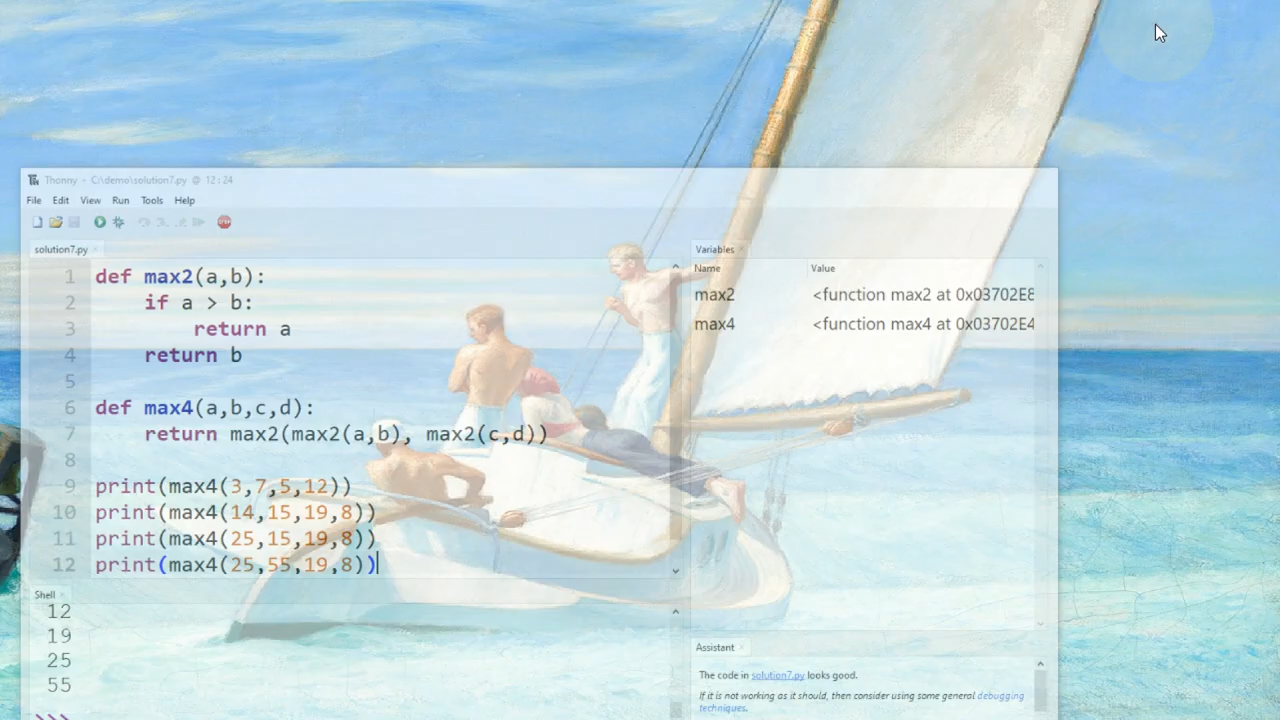 Thonny - C:\demo\solution7.py @ 12:24
File Edit View Run Tools Help
STOP
solution7.py ×
1 def max2(a,b):
2     if a > b:
3         return a
4     return b
5
6 def max4(a,b,c,d):
7     return max2(max2(a,b), max2(c,d))
8
9 print(max4(3,7,5,12))
10 print(max4(14,15,19,8))
11 print(max4(25,15,19,8))
12 print(max4(25,55,19,8))
Shell ×
12
19
25
55
>>>
Variables ×
Name Value
max2 <function max2 at 0x03702E8
max4 <function max4 at 0x03702E4
Assistant ×
The code in solution7.py looks good.
If it is not working as it should, then consider using some general debugging
techniques.